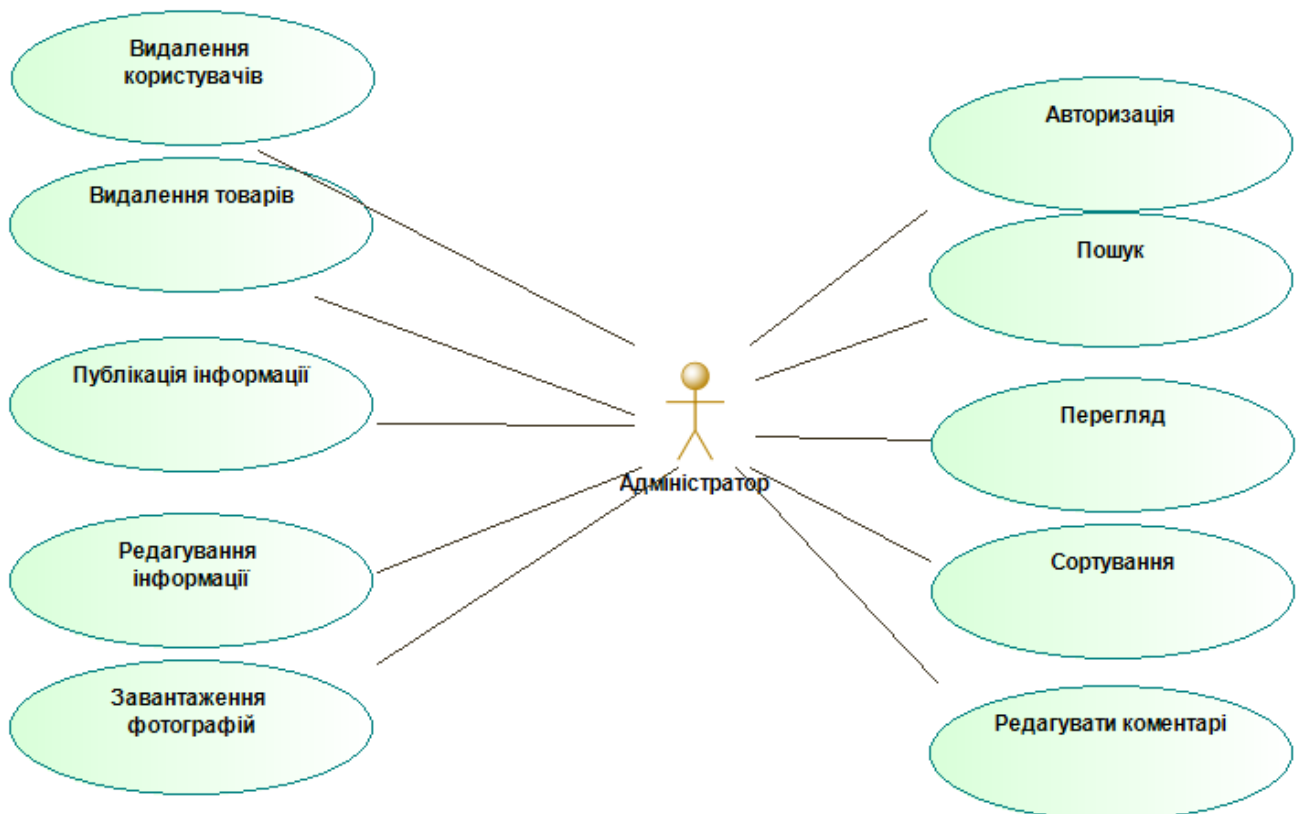 Видалення
користувачів
Видалення товарів
Публікація інформації
Редагування
інформації
Завантаження
фотографій
Адміністратор
Авторизація
Пошук
Перегляд
Сортування
Редагувати коментарі